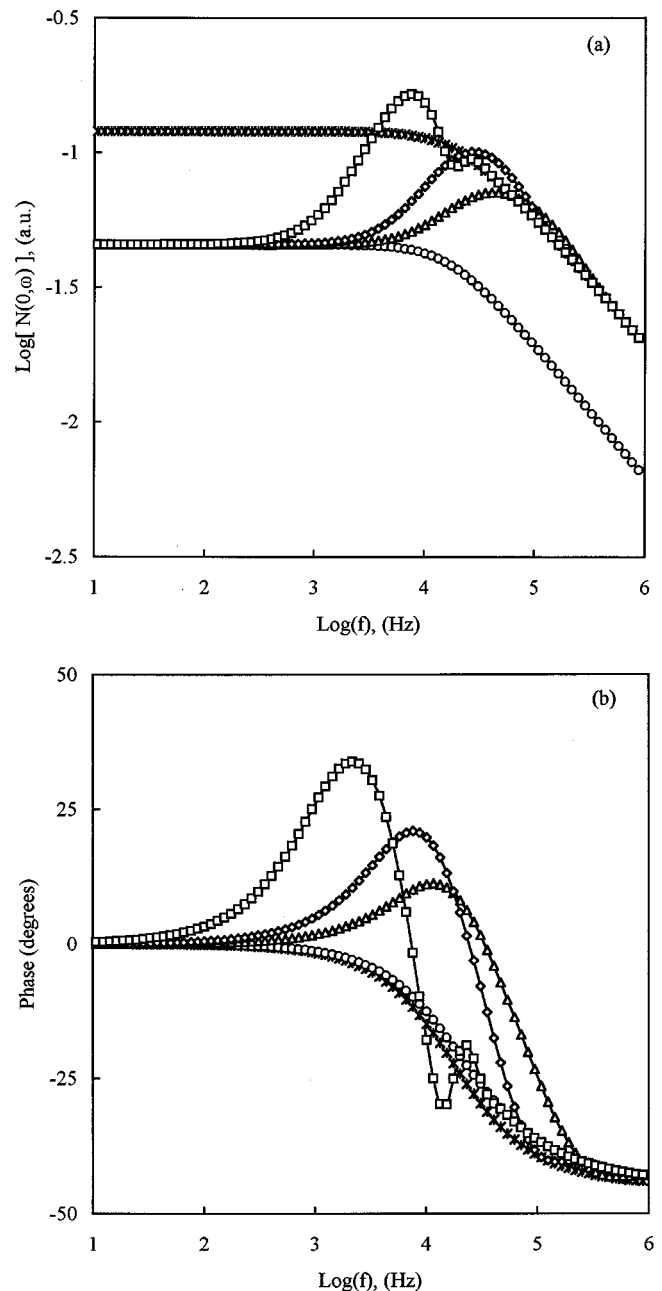 (a)
-0.5
-1
-1.5
-2
-2.5
Log[ N(0,ω) ], (a.u.)
1 2 3 4 5 6
Log(f), (Hz)
(b)
50
25
0
-25
-50
Phase (degrees)
1 2 3 4 5 6
Log(f), (Hz)